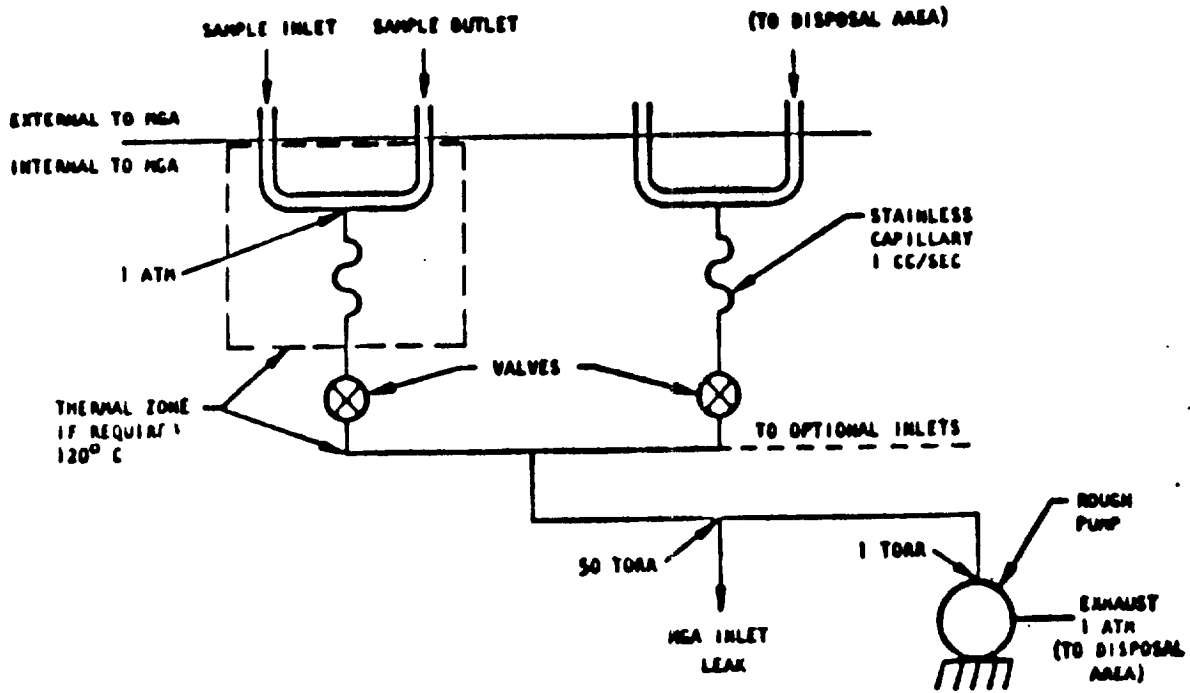 SAMPLE INLET
SAMPLE OUTLET
(TO DISPOSAL AREA)
EXTERNAL TO MGA
INTERNAL TO MGA
STAINLESS
CAPILLARY
1 CC/SEC
1 ATM
VALVES
THERMAL ZONE
IF
120° C
TO OPTIONAL INLETS
ROUGH
PUMP
50 TORR
1 TORR
EXHAUST
1 ATM
(TO DISPOSAL
AREA)
MGA INLET
LEAK